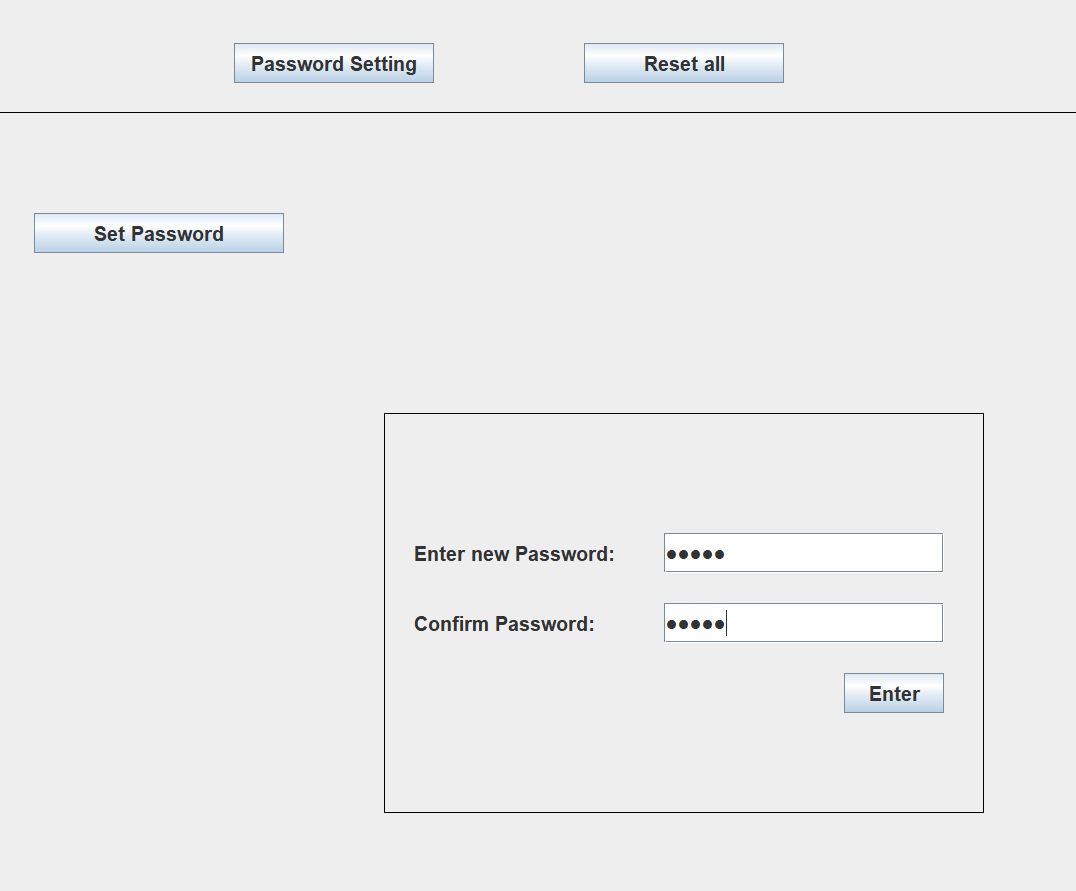 Password Setting
Reset all
Set Password
Enter new Password: ●●●●●
Confirm Password: ●●●●●
Enter